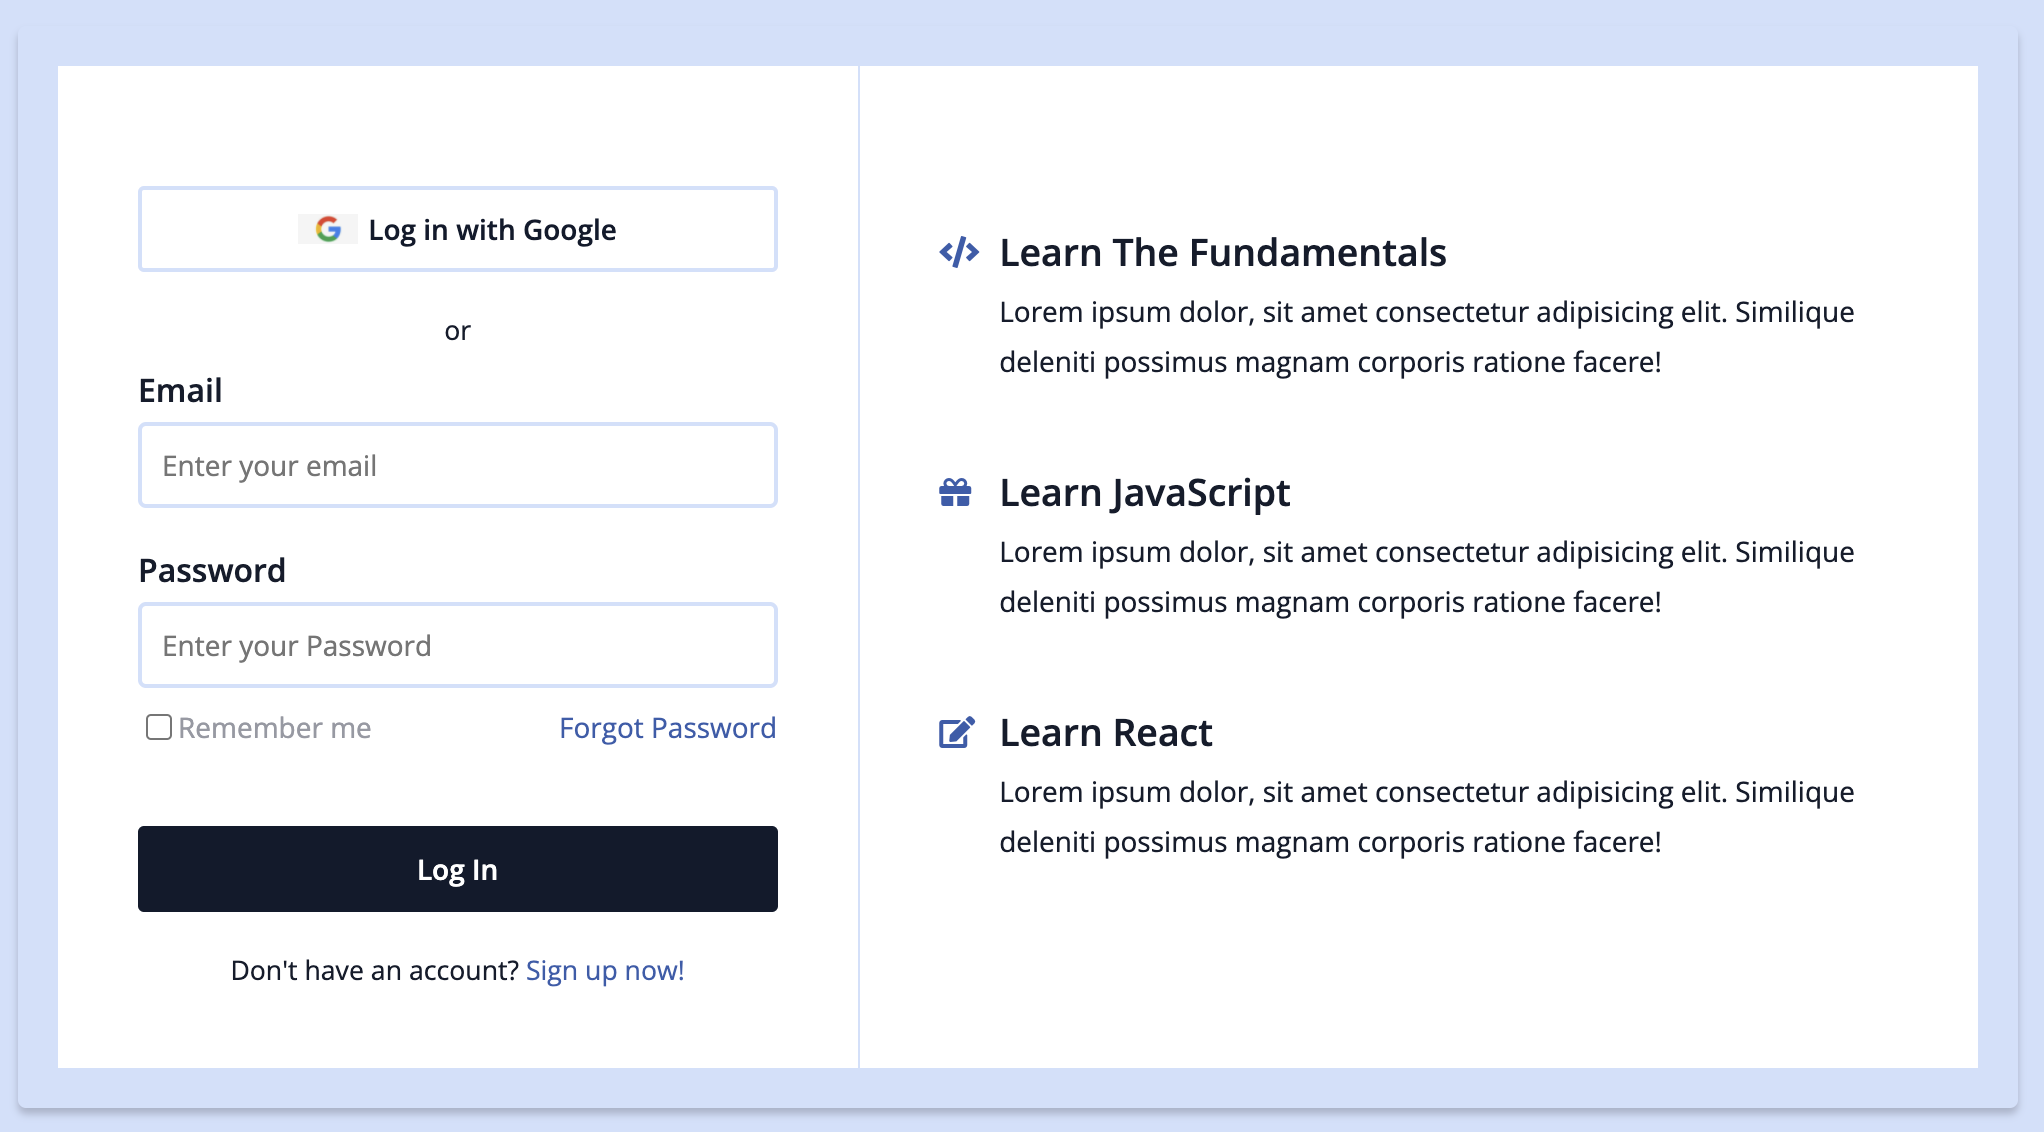 Log in with Google
or
Email
Enter your email
Password
Enter your Password
Remember me
Forgot Password
Log In
Don't have an account? Sign up now!
Learn The Fundamentals
Lorem ipsum dolor, sit amet consectetur adipisicing elit. Similique
deleniti possimus magnam corporis ratione facere!
Learn JavaScript
Lorem ipsum dolor, sit amet consectetur adipisicing elit. Similique
deleniti possimus magnam corporis ratione facere!
Learn React
Lorem ipsum dolor, sit amet consectetur adipisicing elit. Similique
deleniti possimus magnam corporis ratione facere!